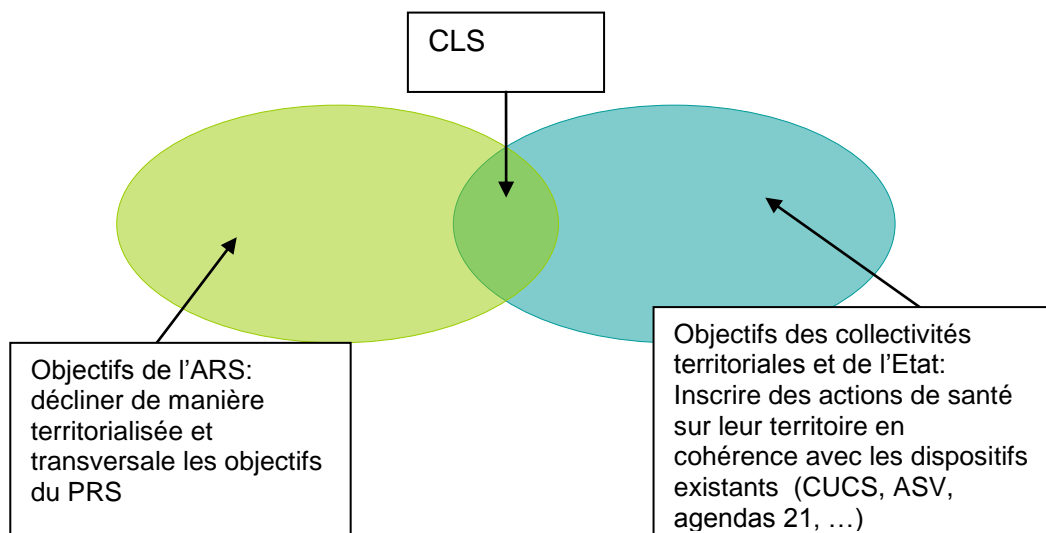 CLS
Objectifs de l’ARS:
décliner de manière
territorialisée et
transversale les objectifs
du PRS
Objectifs des collectivités
territoriales et de l’Etat:
Inscrire des actions de santé
sur leur territoire en
cohérence avec les dispositifs
existants  (CUCS, ASV,
agendas 21, …)